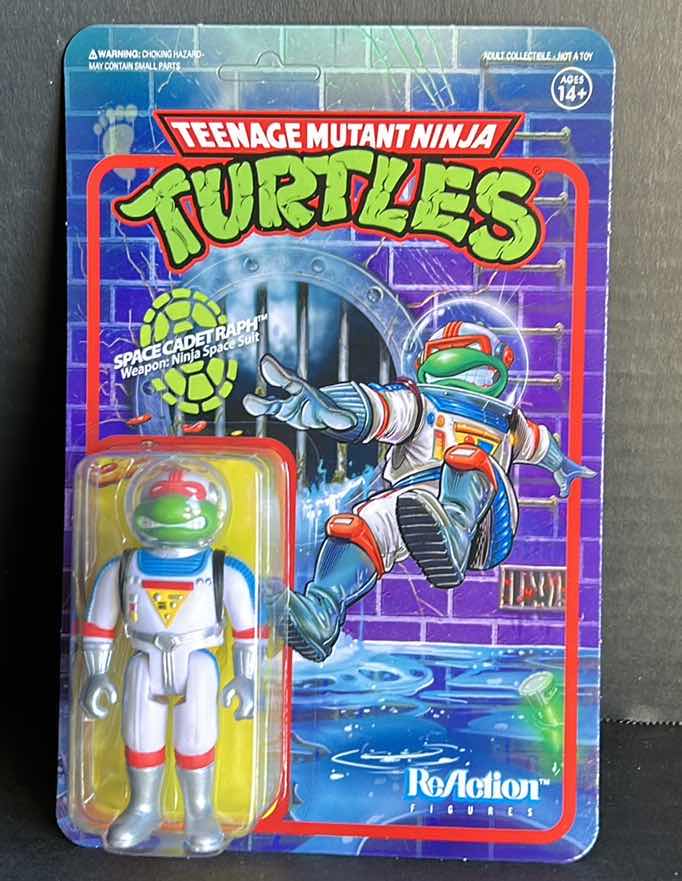 ⚠WARNING: CHOKING HAZARD-
MAY CONTAIN SMALL PARTS
ADULT COLLECTIBLE - NOT A TOY
AGES
14+
TEENAGE MUTANT NINJA
TURTLES®
SPACE CADET RAPH™
Weapon: Ninja Space Suit
ReAction™
FIGURES